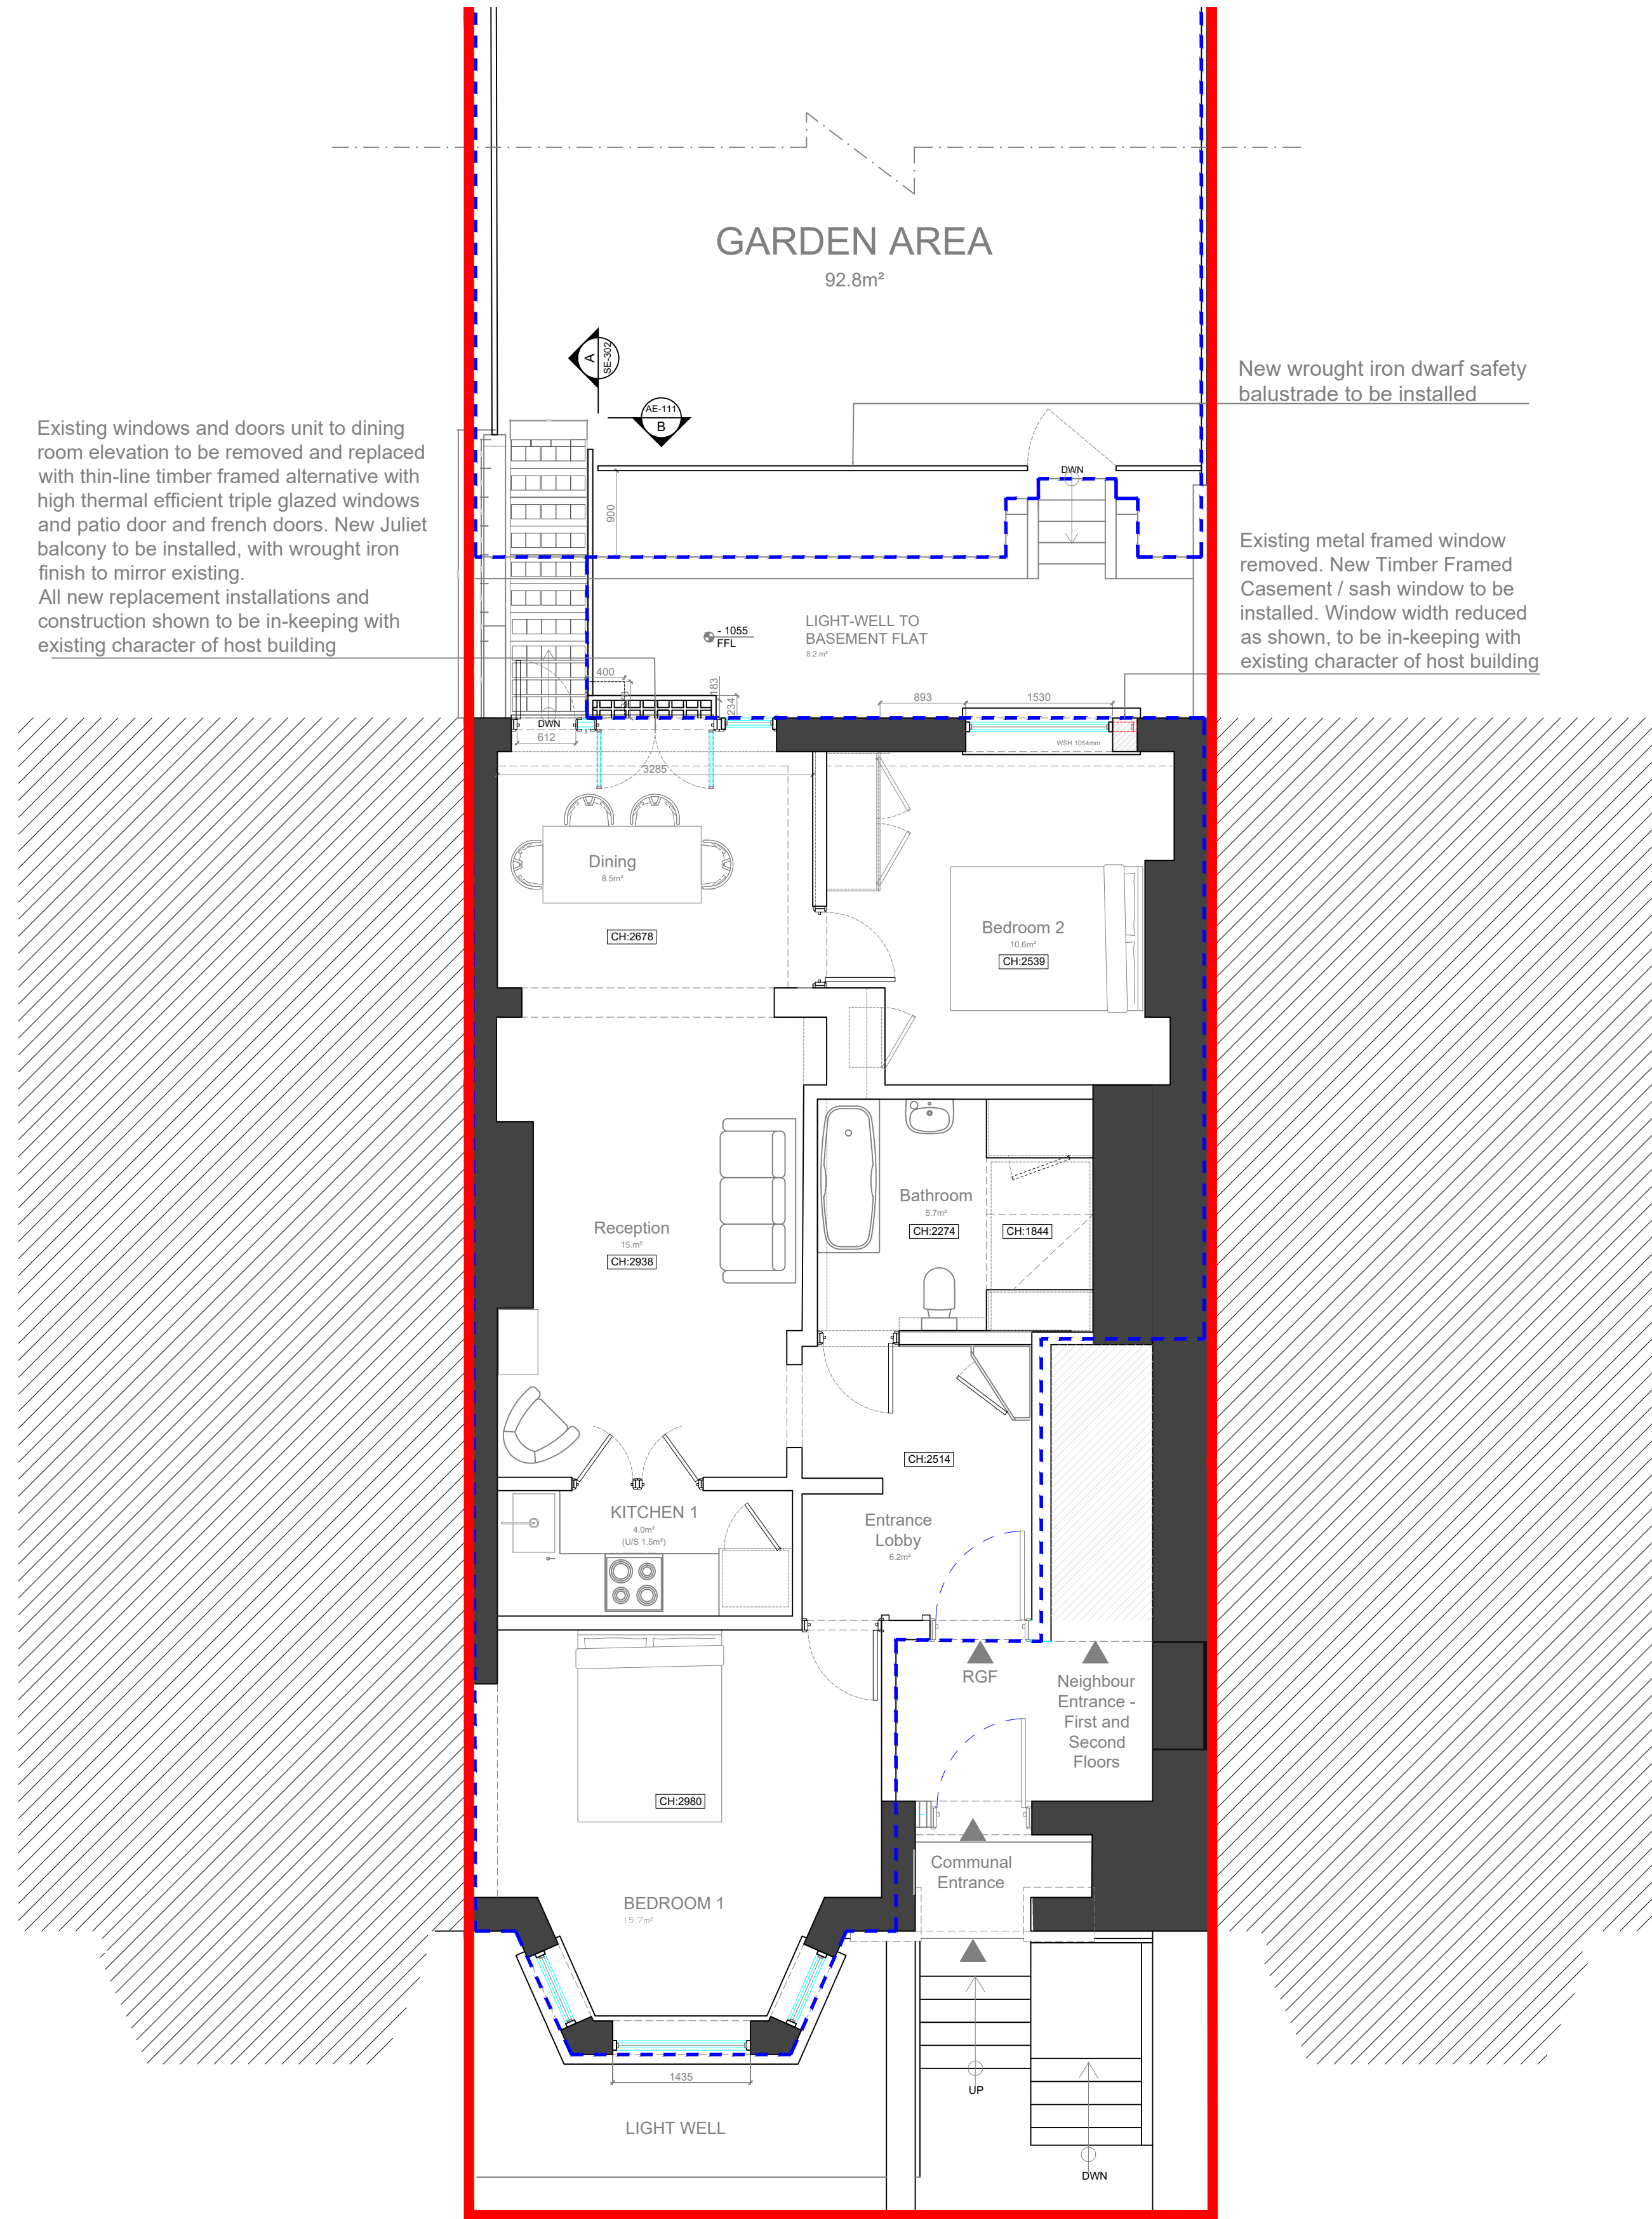 GARDEN AREA
92.8m²
A
SE-302
AE-111
B
New wrought iron dwarf safety
balustrade to be installed
Existing windows and doors unit to dining
room elevation to be removed and replaced
with thin-line timber framed alternative with
high thermal efficient triple glazed windows
and patio door and french doors. New Juliet
balcony to be installed, with wrought iron
finish to mirror existing.
All new replacement installations and
construction shown to be in-keeping with
existing character of host building
DWN
900
Existing metal framed window
removed. New Timber Framed
Casement / sash window to be
installed. Window width reduced
as shown, to be in-keeping with
existing character of host building
LIGHT-WELL TO
BASEMENT FLAT
8.2.m²
- 1055
FFL
400
183
234
893
1530
DWN
612
WSH 1054mm
3285
Dining
8.5m²
CH:2678
Bedroom 2
10.6m²
CH:2539
Bathroom
5.7m²
CH:2274
CH:1844
Reception
15.m²
CH:2938
CH:2514
KITCHEN 1
4.0m²
(U/S 1.5m²)
Entrance
Lobby
6.2m²
RGF
Neighbour
Entrance -
First and
Second
Floors
CH:2980
Communal
Entrance
BEDROOM 1
15.7m²
1435
UP
LIGHT WELL
DWN